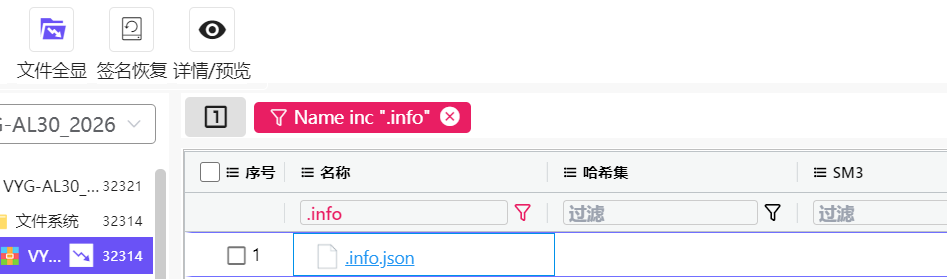 文件全显 签名恢复 详情/预览
G-AL30_2026
1 Name inc ".info"
序号 名称 哈希集 SM3
VYG-AL30_... 32321
.info 过滤 过滤
文件系统 32314
VY... 32314
1 .info.json